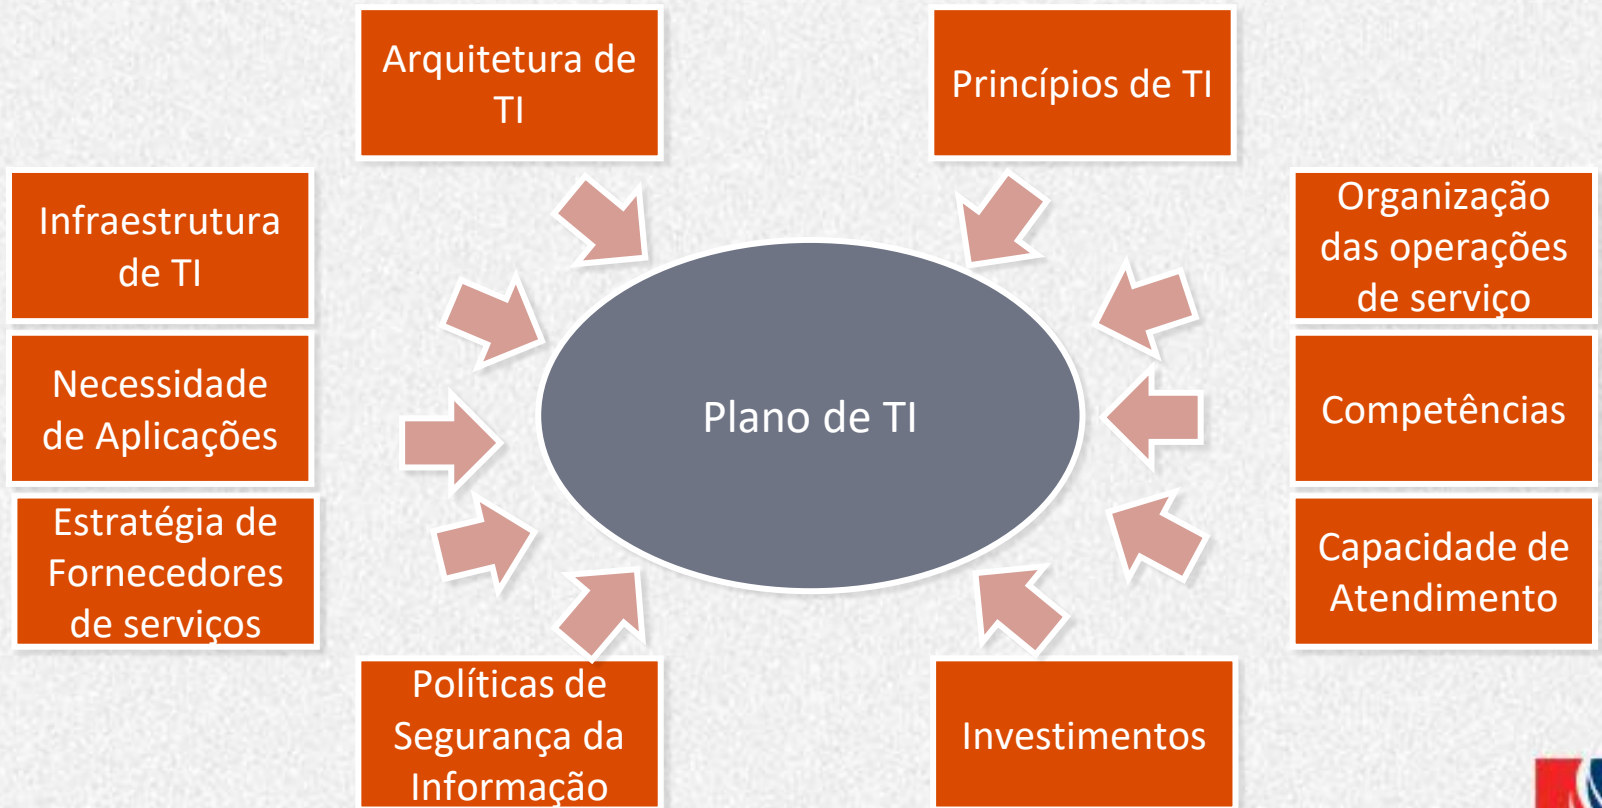 Arquitetura de
TI
Princípios de TI
Infraestrutura
de TI
Organização
das operações
de serviço
Necessidade
de Aplicações
Plano de TI
Competências
Estratégia de
Fornecedores
de serviços
Capacidade de
Atendimento
Políticas de
Segurança da
Informação
Investimentos